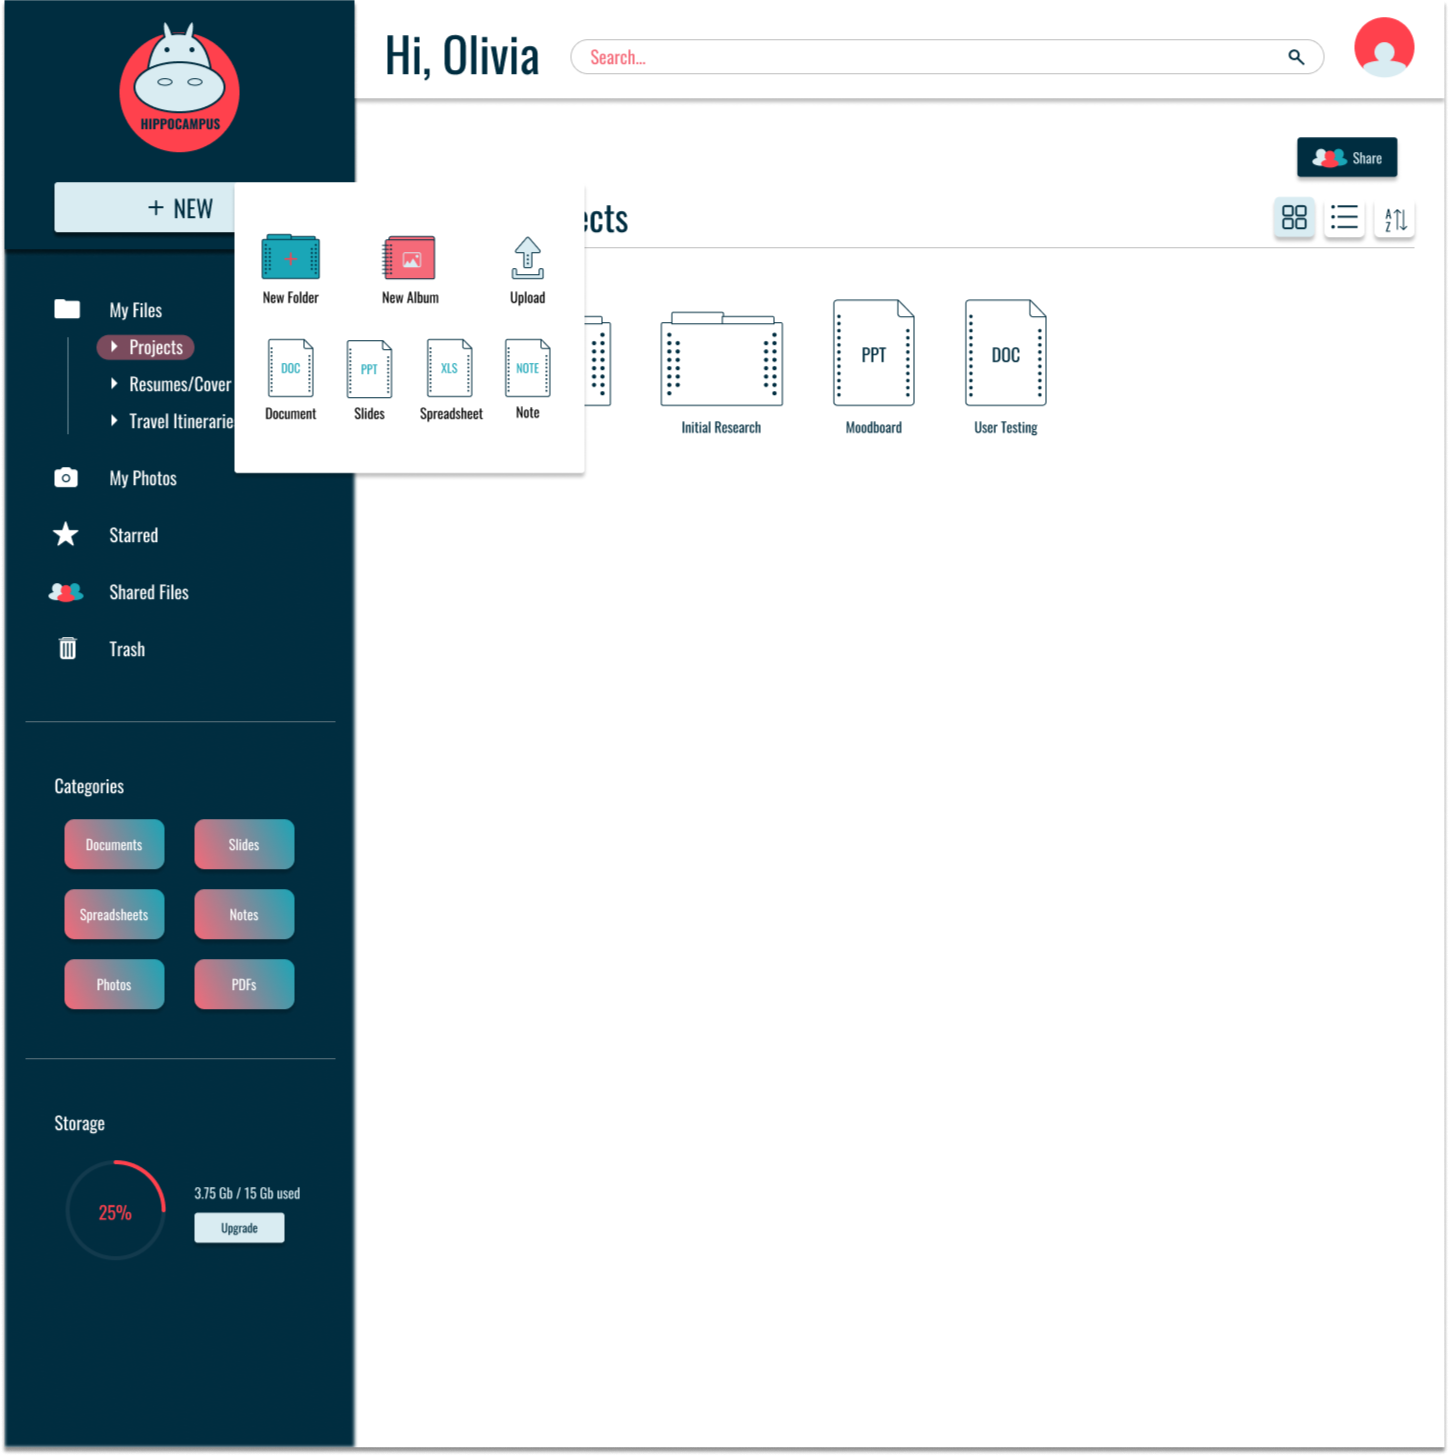 HIPPOCAMPUS
Hi, Olivia
Search...
Share
+ NEW
ects
A
Z
New Folder
New Album
Upload
DOC
PPT
XLS
NOTE
Document
Slides
Spreadsheet
Note
PPT
DOC
Initial Research
Moodboard
User Testing
My Files
Projects
Resumes/Cover
Travel Itinerarie
My Photos
Starred
Shared Files
Trash
Categories
Documents
Slides
Spreadsheets
Notes
Photos
PDFs
Storage
25%
3.75 Gb / 15 Gb used
Upgrade